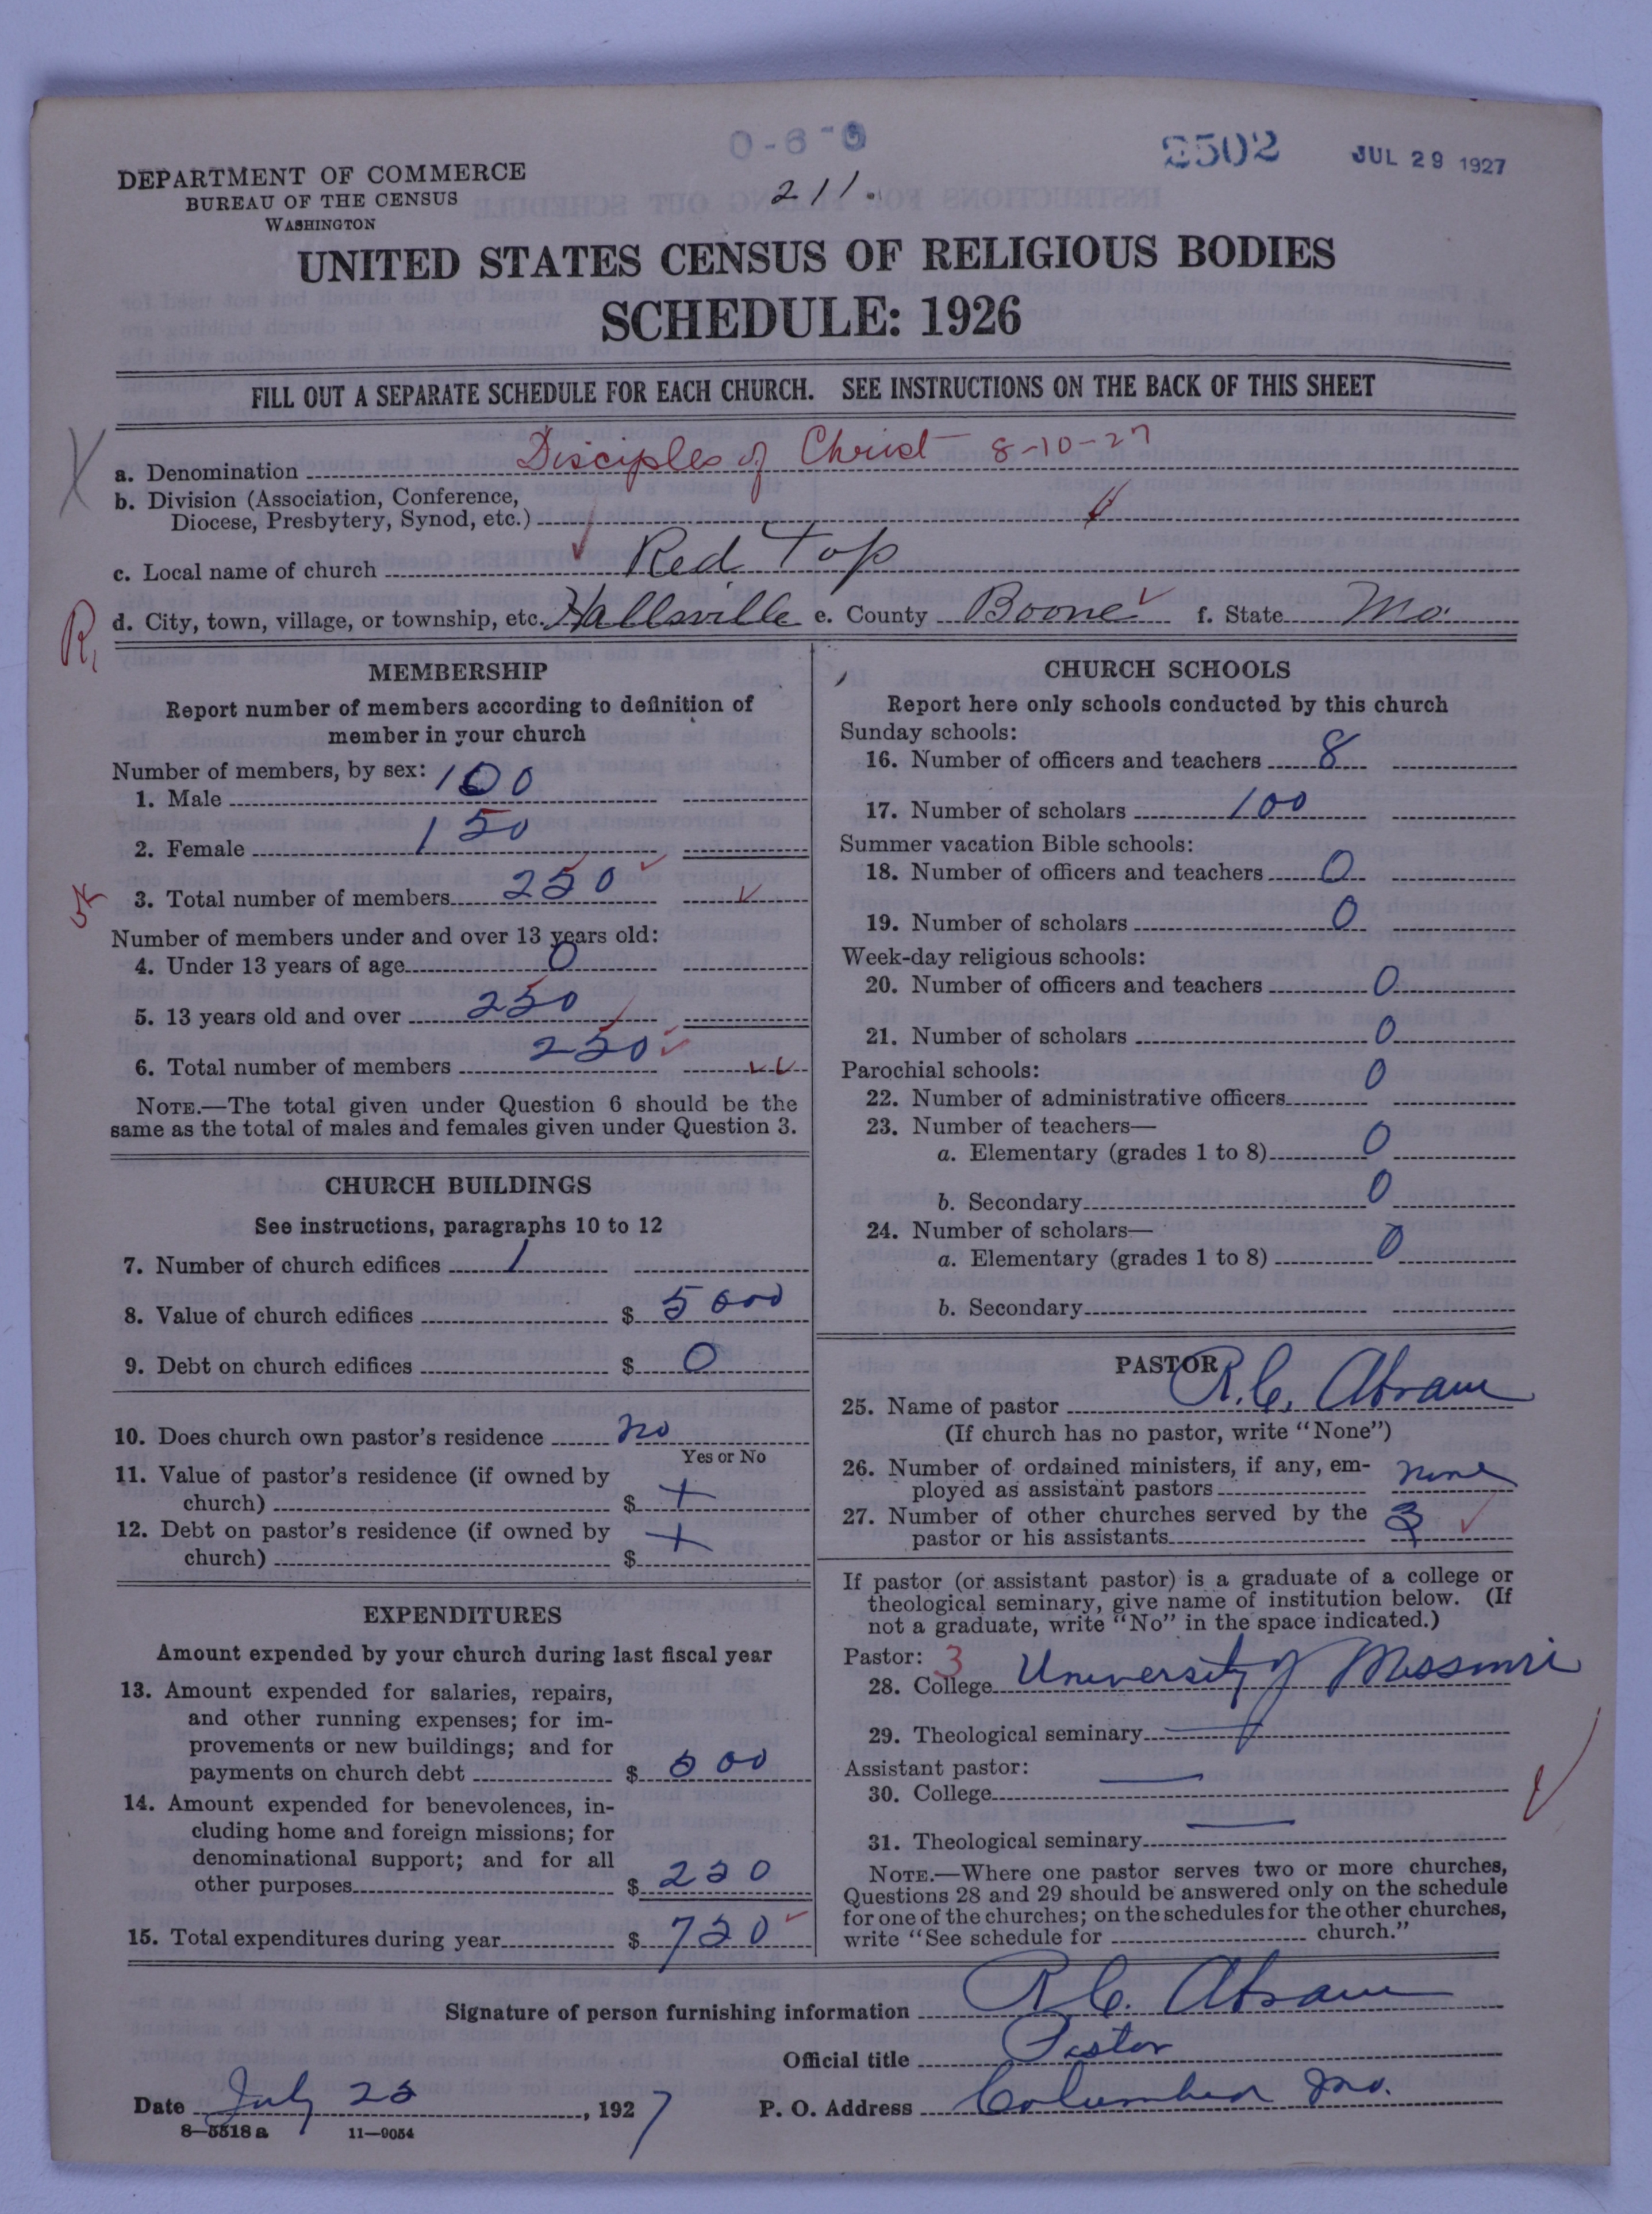 0-6-0
2502
JUL 29 1927
211.
DEPARTMENT OF COMMERCE
BUREAU OF THE CENSUS
WASHINGTON
UNITED STATES CENSUS OF RELIGIOUS BODIES
SCHEDULE: 1926
FILL OUT A SEPARATE SCHEDULE FOR EACH CHURCH. SEE INSTRUCTIONS ON THE BACK OF THIS SHEET
X
a. Denomination Disciples of Christ 8-10-27
b. Division (Association, Conference,
Diocese, Presbytery, Synod, etc.)
c. Local name of church Red Top
d. City, town, village, or township, etc. Hallsville e. County Boone f. State Mo.
MEMBERSHIP
Report number of members according to definition of
member in your church
Number of members, by sex:
1. Male 100
2. Female 150
3. Total number of members 250
Number of members under and over 13 years old:
4. Under 13 years of age 0
5. 13 years old and over 250
6. Total number of members 250
NOTE.—The total given under Question 6 should be the
same as the total of males and females given under Question 3.
CHURCH BUILDINGS
See instructions, paragraphs 10 to 12
7. Number of church edifices 1
8. Value of church edifices $ 5000
9. Debt on church edifices $ 0
10. Does church own pastor's residence no
Yes or No
11. Value of pastor's residence (if owned by
church) $ +
12. Debt on pastor's residence (if owned by
church) $ +
EXPENDITURES
Amount expended by your church during last fiscal year
13. Amount expended for salaries, repairs,
and other running expenses; for im-
provements or new buildings; and for
payments on church debt $ 500
14. Amount expended for benevolences, in-
cluding home and foreign missions; for
denominational support; and for all
other purposes $ 250
15. Total expenditures during year $ 750
CHURCH SCHOOLS
Report here only schools conducted by this church
Sunday schools:
16. Number of officers and teachers 8
17. Number of scholars 100
Summer vacation Bible schools:
18. Number of officers and teachers 0
19. Number of scholars 0
Week-day religious schools:
20. Number of officers and teachers 0
21. Number of scholars 0
Parochial schools:
22. Number of administrative officers 0
23. Number of teachers—
a. Elementary (grades 1 to 8) 0
b. Secondary 0
24. Number of scholars—
a. Elementary (grades 1 to 8) 0
b. Secondary
PASTOR
25. Name of pastor R. C. Abram
(If church has no pastor, write "None")
26. Number of ordained ministers, if any, em-
ployed as assistant pastors none
27. Number of other churches served by the
pastor or his assistants 3
If pastor (or assistant pastor) is a graduate of a college or
theological seminary, give name of institution below. (If
not a graduate, write "No" in the space indicated.)
Pastor: 3
28. College University of Missouri
29. Theological seminary
Assistant pastor:
30. College
31. Theological seminary
NOTE.—Where one pastor serves two or more churches,
Questions 28 and 29 should be answered only on the schedule
for one of the churches; on the schedules for the other churches,
write "See schedule for church."
Signature of person furnishing information R. C. Abram
Official title Pastor
Date July 25, 1927 P. O. Address Columbia Mo.
8—5518a 11—9054